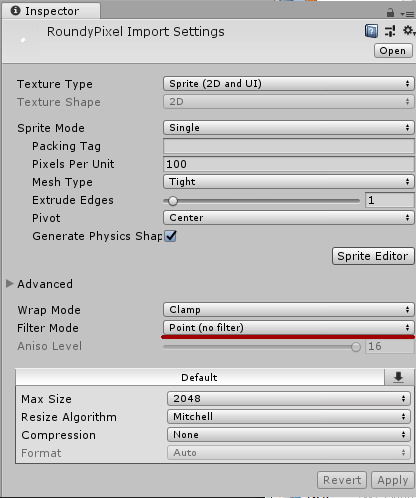 Inspector
RoundyPixel Import Settings
Open
Texture Type Sprite (2D and UI)
Texture Shape 2D
Sprite Mode Single
Packing Tag
Pixels Per Unit 100
Mesh Type Tight
Extrude Edges 1
Pivot Center
Generate Physics Shap
Sprite Editor
Advanced
Wrap Mode Clamp
Filter Mode Point (no filter)
Aniso Level 16
Default
Max Size 2048
Resize Algorithm Mitchell
Compression None
Format Auto
Revert Apply